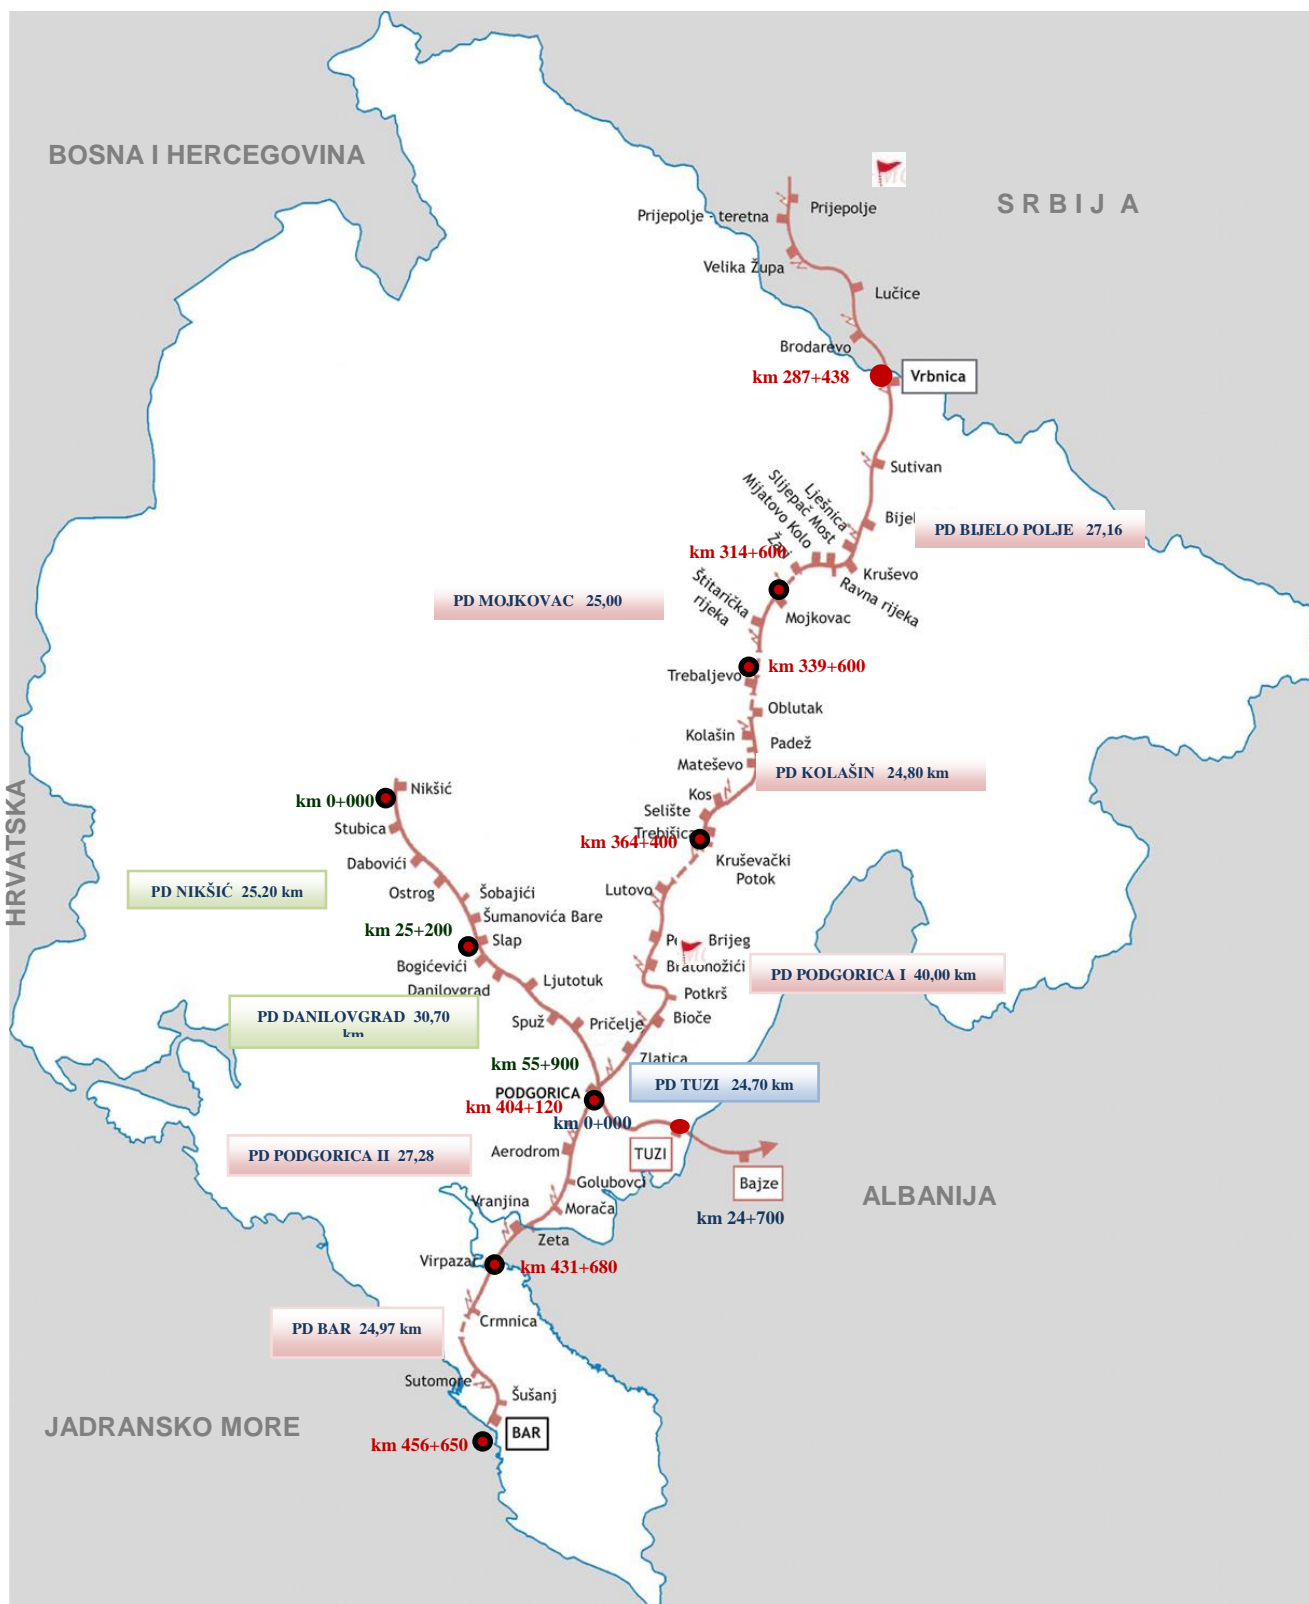 BOSNA I HERCEGOVINA
SRBIJA
Prijepolje
Prijepolje - teretna
Velika Župa
Lučice
Brodarevo
km 287+438
Vrbnica
Sutivan
Lješnica
Slijepač Most
Mijatovo Kolo
Žari
PD BIJELO POLJE 27,16
km 314+600
Kruševo
Ravna rijeka
Štitarička
rijeka
PD MOJKOVAC 25,00
Mojkovac
Trebaljevo
km 339+600
Oblutak
Kolašin
Padež
Mateševo
PD KOLAŠIN 24,80 km
HRVATSKA
Nikšić
km 0+000
Kos
Selište
Stubica
Trebišica
km 364+400
Kruševački
Potok
Dabovići
Ostrog
Šobajići
Lutovo
PD NIKŠIĆ 25,20 km
Šumanovića Bare
km 25+200
Slap
Brijeg
Bogićevići
Bratonožići
PD PODGORICA I 40,00 km
Danilovgrad
Ljutotuk
Potkrš
PD DANILOVGRAD 30,70
km
Spuž
Pričelje
Bioče
Zlatica
km 55+900
PODGORICA
PD TUZI 24,70 km
km 404+120
km 0+000
PD PODGORICA II 27,28
Aerodrom
TUZI
Golubovci
Bajze
ALBANIJA
Vranjina
Morača
km 24+700
Zeta
Virpazar
km 431+680
PD BAR 24,97 km
Crmnica
Sutomore
Šušanj
JADRANSKO MORE
BAR
km 456+650